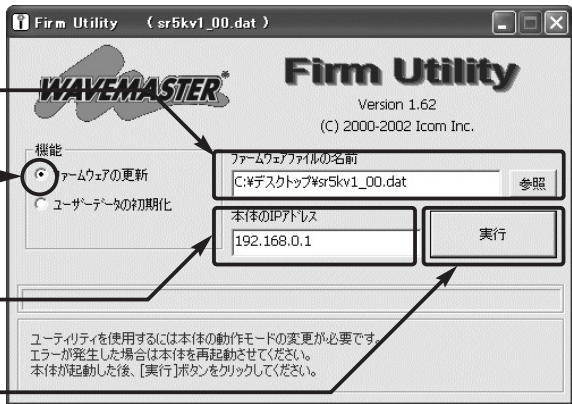 Firm Utility ( sr5kv1_00.dat )
WAVEMASTER
Firm Utility
Version 1.62
(C) 2000-2002 Icom Inc.
機能
ファームウェアの更新
ユーザーデータの初期化
ファームウェアファイルの名前
C:¥デスクトップ¥sr5kv1_00.dat
参照
本体のIPアドレス
192.168.0.1
実行
ユーティリティを使用するには本体の動作モードの変更が必要です。
エラーが発生した場合は本体を再起動させてください。
本体が起動した後、[実行]ボタンをクリックしてください。